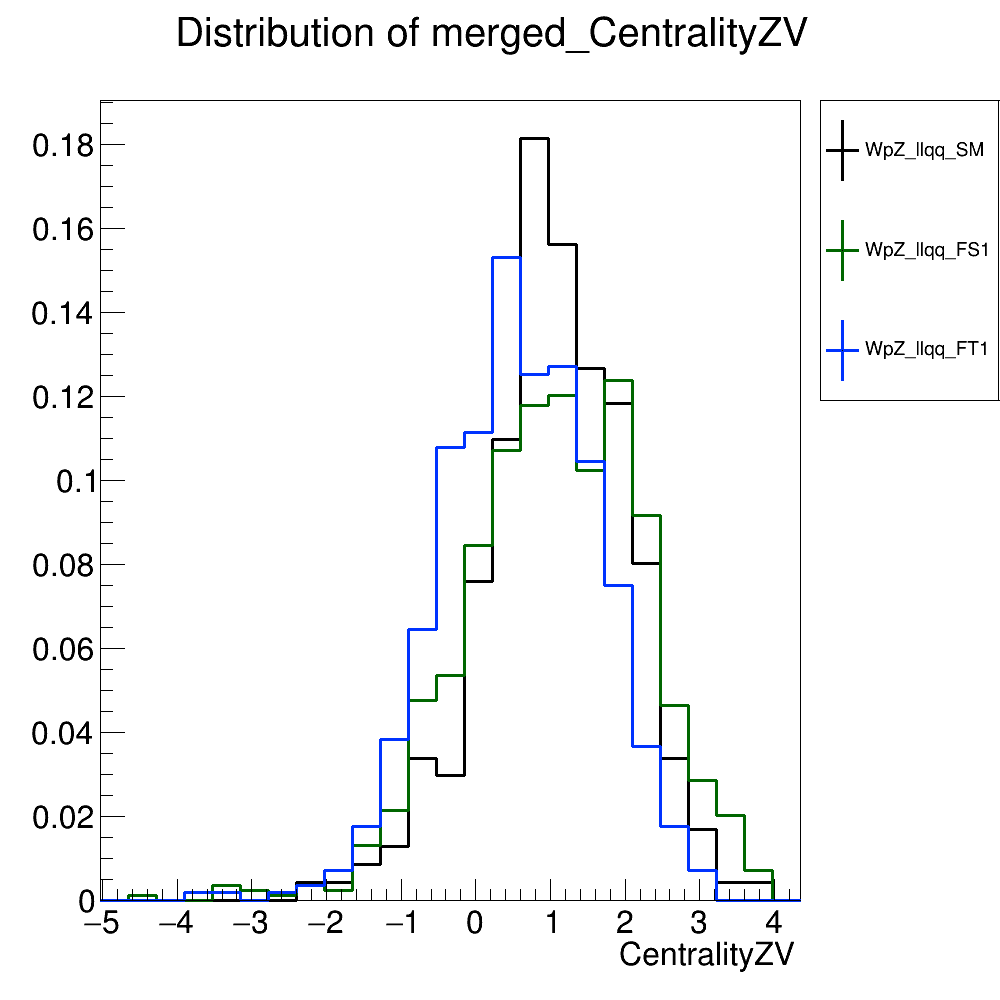 Distribution of merged_CentralityZV
0.18
0.16
0.14
0.12
0.1
0.08
0.06
0.04
0.02
0
−5 −4 −3 −2 −1 0 1 2 3 4
CentralityZV
WpZ_llqq_SM
WpZ_llqq_FS1
WpZ_llqq_FT1